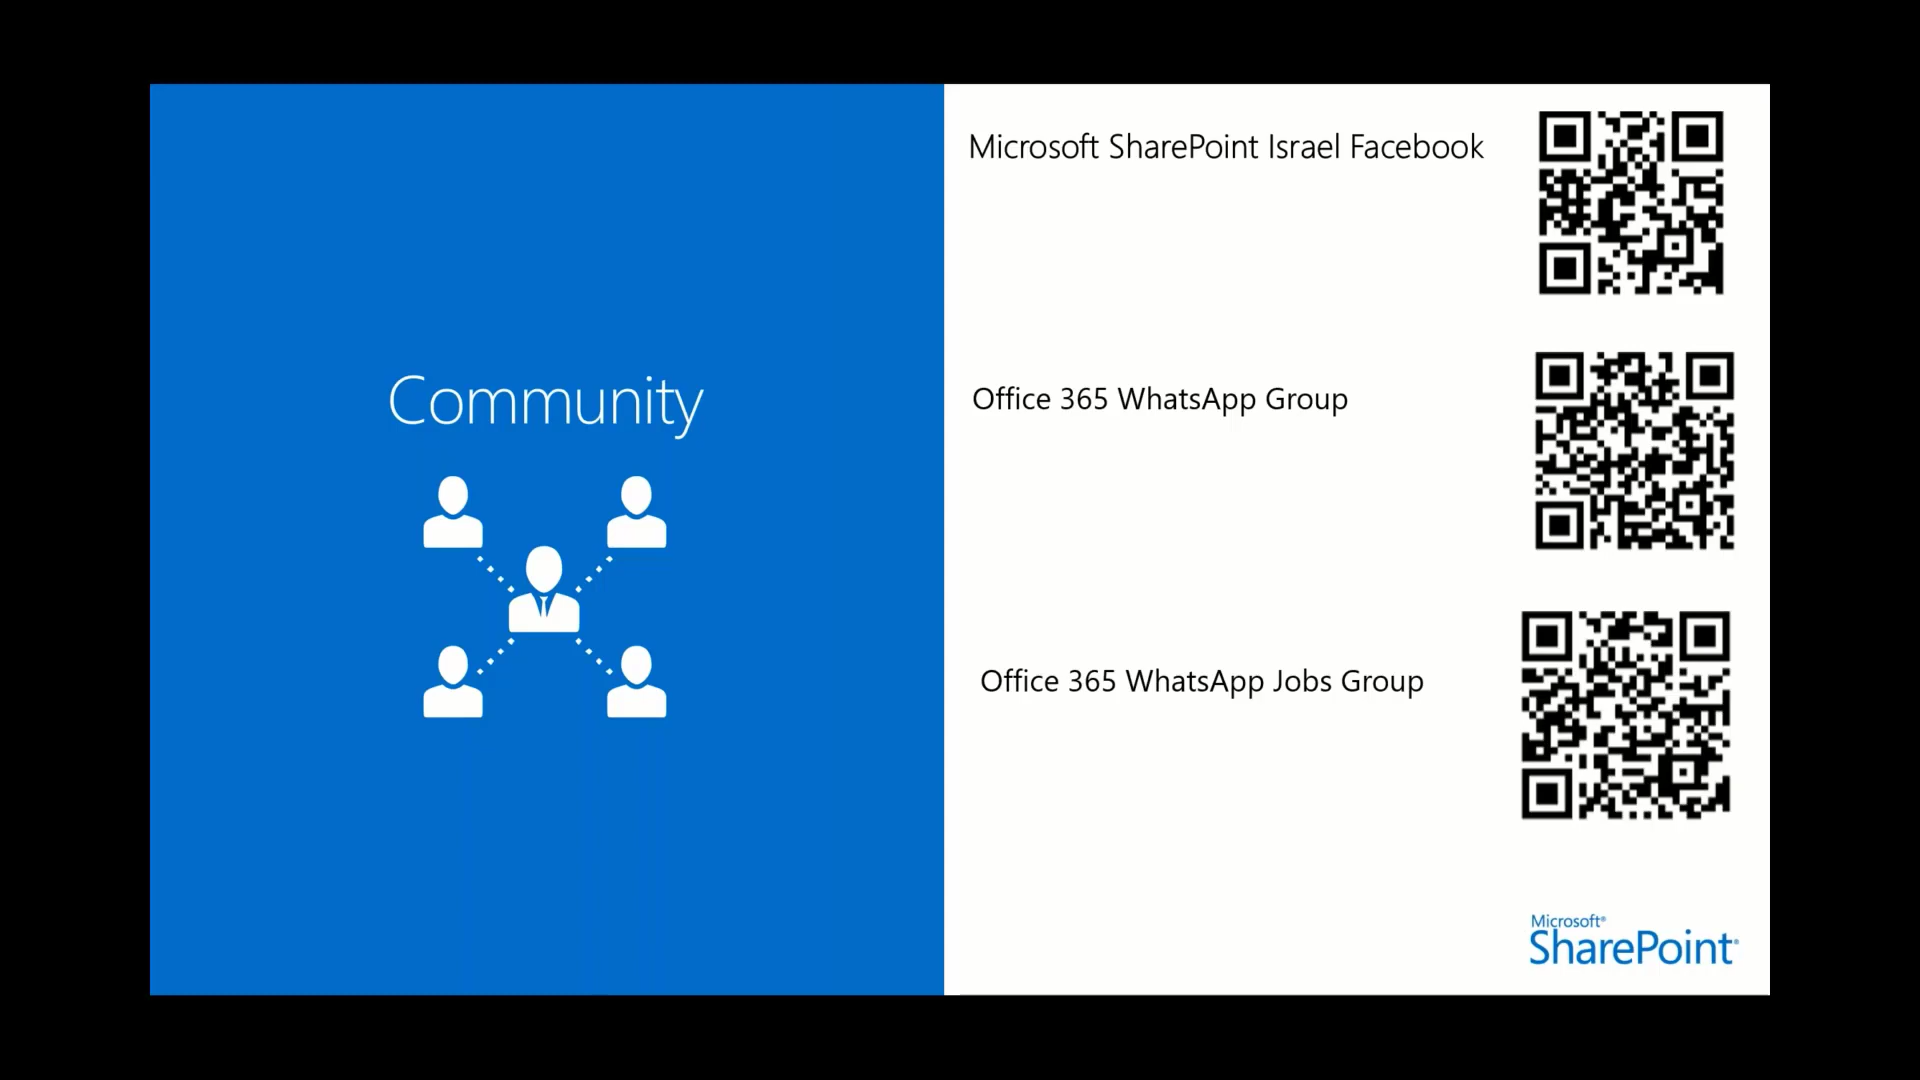 Community
Microsoft SharePoint Israel Facebook
Office 365 WhatsApp Group
Office 365 WhatsApp Jobs Group
Microsoft®
SharePoint®